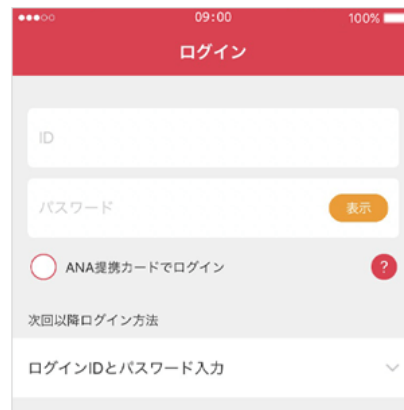 09:00
100%
ログイン
ID
パスワード
表示
ANA提携カードでログイン
?
次回以降ログイン方法
ログインIDとパスワード入力